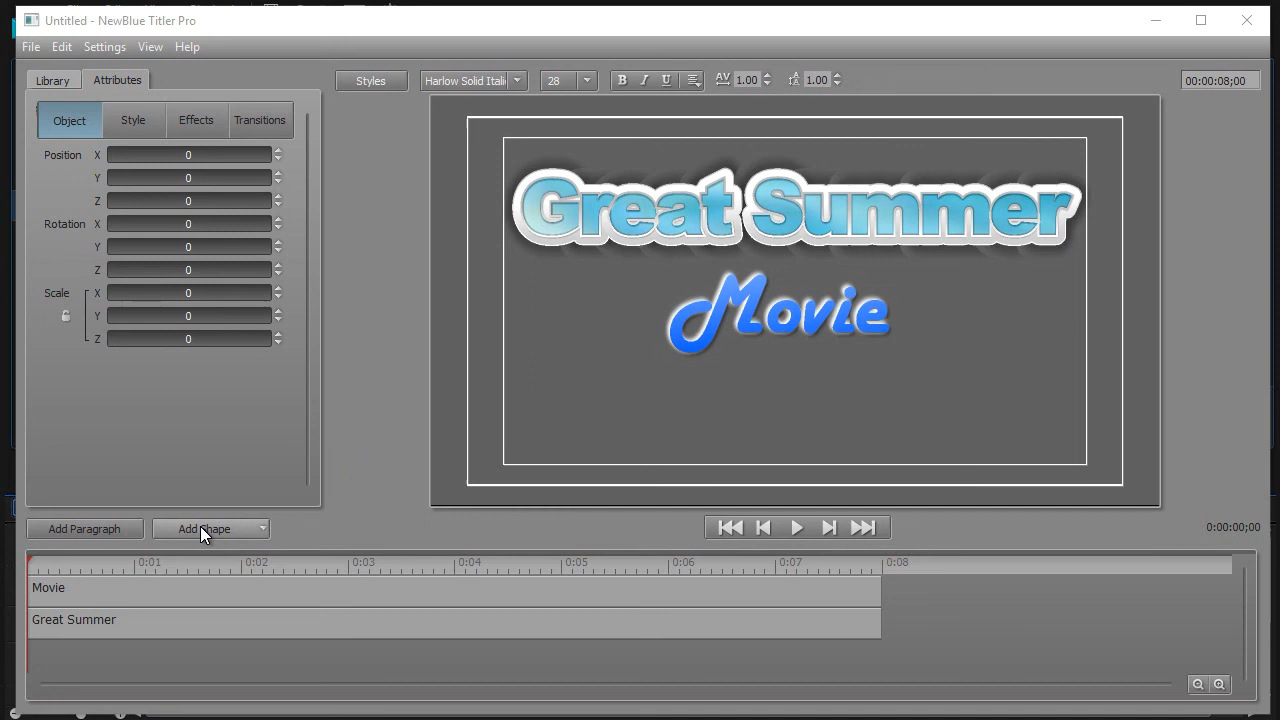 Untitled - NewBlue Titler Pro
File Edit Settings View Help
Library Attributes
Styles Harlow Solid Itali 28 B I U AV 1.00 A 1.00 00:00:08;00
Object Style Effects Transitions
Position X 0
Y 0
Z 0
Rotation X 0
Y 0
Z 0
Scale X 0
Y 0
Z 0
Great Summer
Movie
Add Paragraph Add Shape 0:00:00;00
0:01 0:02 0:03 0:04 0:05 0:06 0:07 0:08
Movie
Great Summer